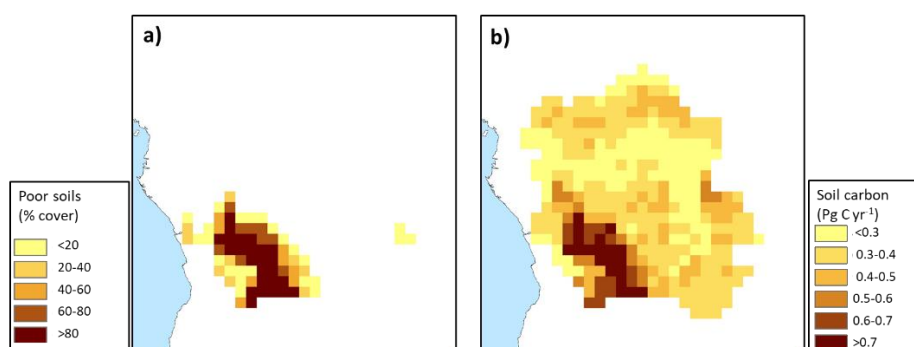 a)
b)
Poor soils
(% cover)
<20
20-40
40-60
60-80
>80
Soil carbon
(Pg C yr⁻¹)
<0.3
0.3-0.4
0.4-0.5
0.5-0.6
0.6-0.7
>0.7